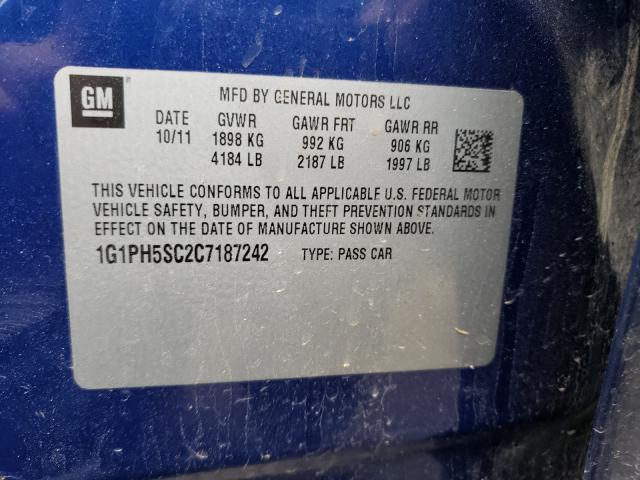 GM
MFD BY GENERAL MOTORS LLC
DATE GVWR GAWR FRT GAWR RR
10/11 1898 KG 992 KG 906 KG
4184 LB 2187 LB 1997 LB
THIS VEHICLE CONFORMS TO ALL APPLICABLE U.S. FEDERAL MOTOR
VEHICLE SAFETY, BUMPER, AND THEFT PREVENTION STANDARDS IN
EFFECT ON THE DATE OF MANUFACTURE SHOWN ABOVE.
1G1PH5SC2C7187242 TYPE: PASS CAR